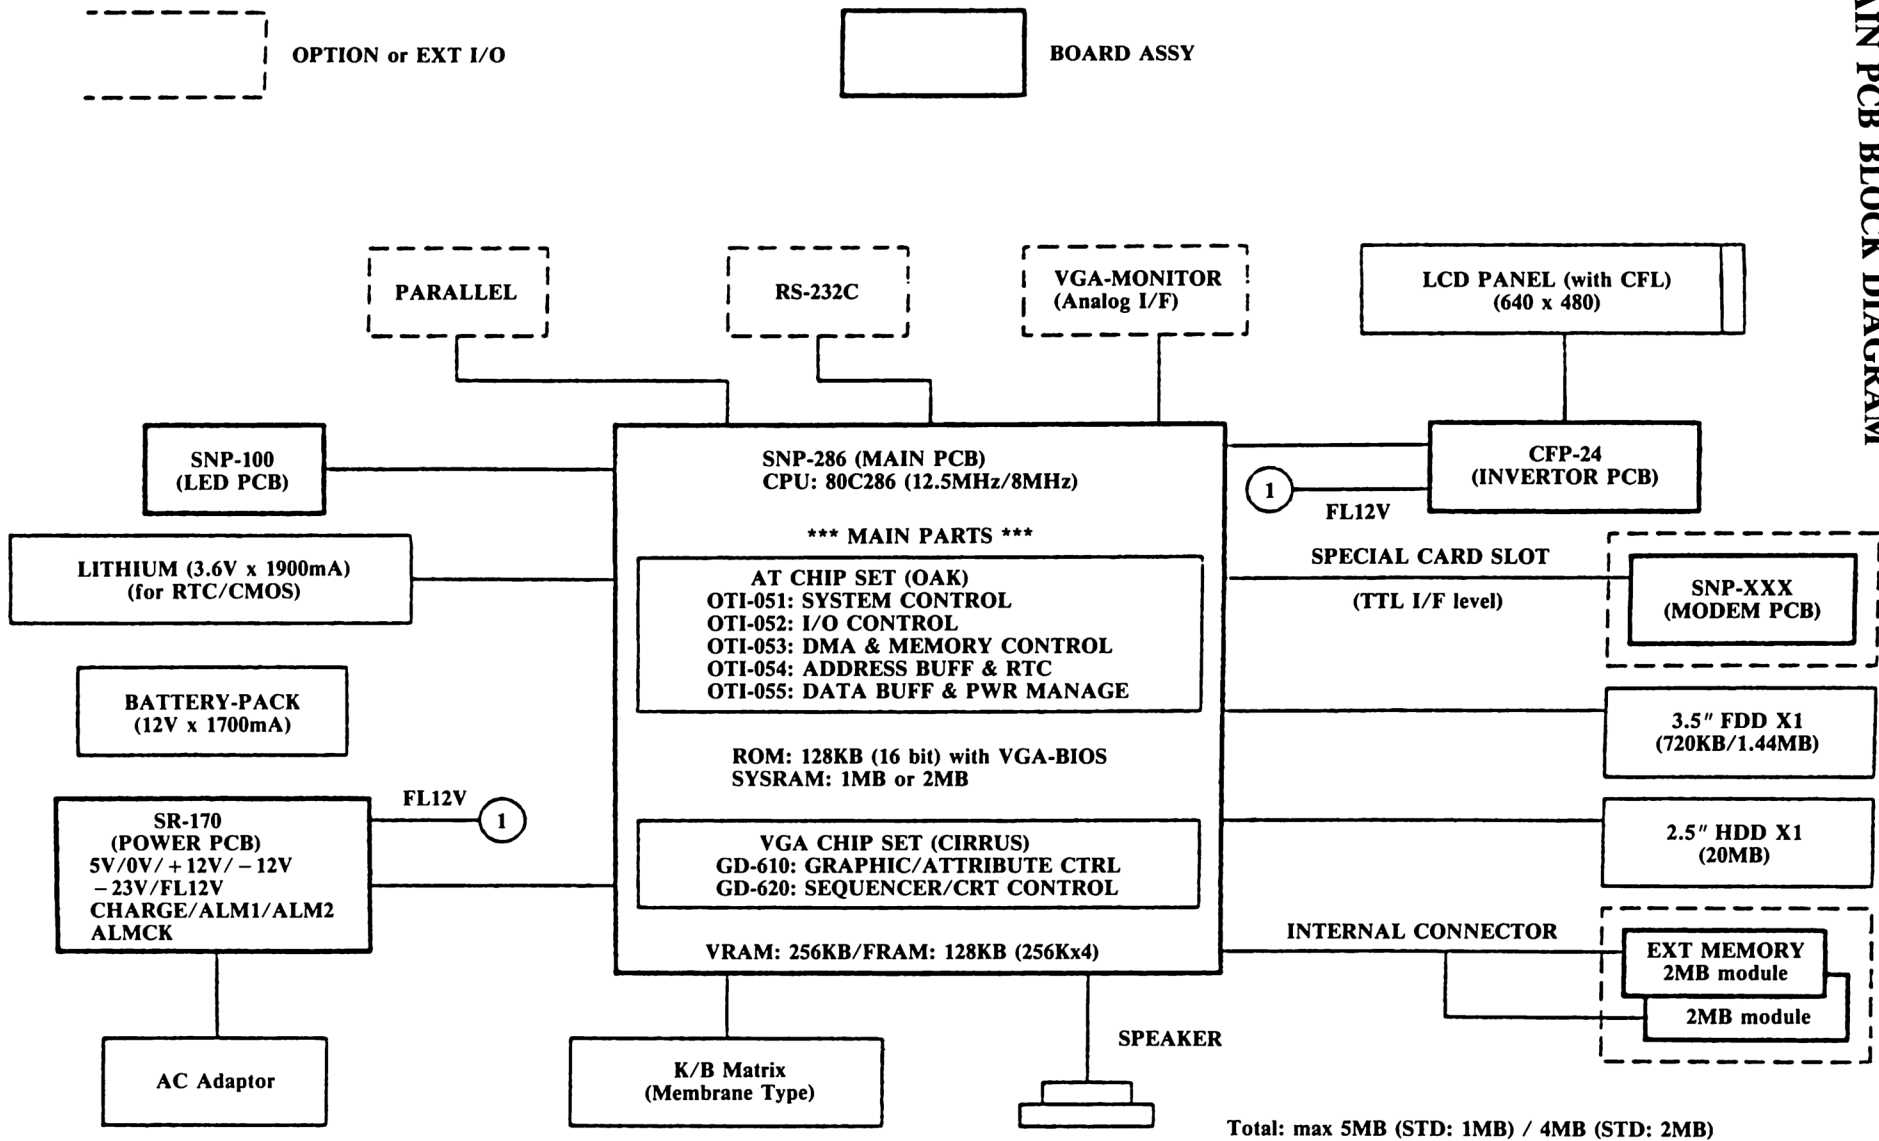 OPTION or EXT I/O
BOARD ASSY
AIN PCB BLOCK DIAGRAM
PARALLEL
RS-232C
VGA-MONITOR
(Analog I/F)
LCD PANEL (with CFL)
(640 x 480)
SNP-100
(LED PCB)
SNP-286 (MAIN PCB)
CPU: 80C286 (12.5MHz/8MHz)
CFP-24
(INVERTOR PCB)
1
FL12V
*** MAIN PARTS ***
LITHIUM (3.6V x 1900mA)
(for RTC/CMOS)
AT CHIP SET (OAK)
OTI-051: SYSTEM CONTROL
OTI-052: I/O CONTROL
OTI-053: DMA & MEMORY CONTROL
OTI-054: ADDRESS BUFF & RTC
OTI-055: DATA BUFF & PWR MANAGE
SPECIAL CARD SLOT
(TTL I/F level)
SNP-XXX
(MODEM PCB)
BATTERY-PACK
(12V x 1700mA)
3.5" FDD X1
(720KB/1.44MB)
ROM: 128KB (16 bit) with VGA-BIOS
SYSRAM: 1MB or 2MB
FL12V
1
SR-170
(POWER PCB)
5V/0V/+12V/−12V
−23V/FL12V
CHARGE/ALM1/ALM2
ALMCK
VGA CHIP SET (CIRRUS)
GD-610: GRAPHIC/ATTRIBUTE CTRL
GD-620: SEQUENCER/CRT CONTROL
2.5" HDD X1
(20MB)
VRAM: 256KB/FRAM: 128KB (256Kx4)
INTERNAL CONNECTOR
EXT MEMORY
2MB module
2MB module
AC Adaptor
K/B Matrix
(Membrane Type)
SPEAKER
Total: max 5MB (STD: 1MB) / 4MB (STD: 2MB)